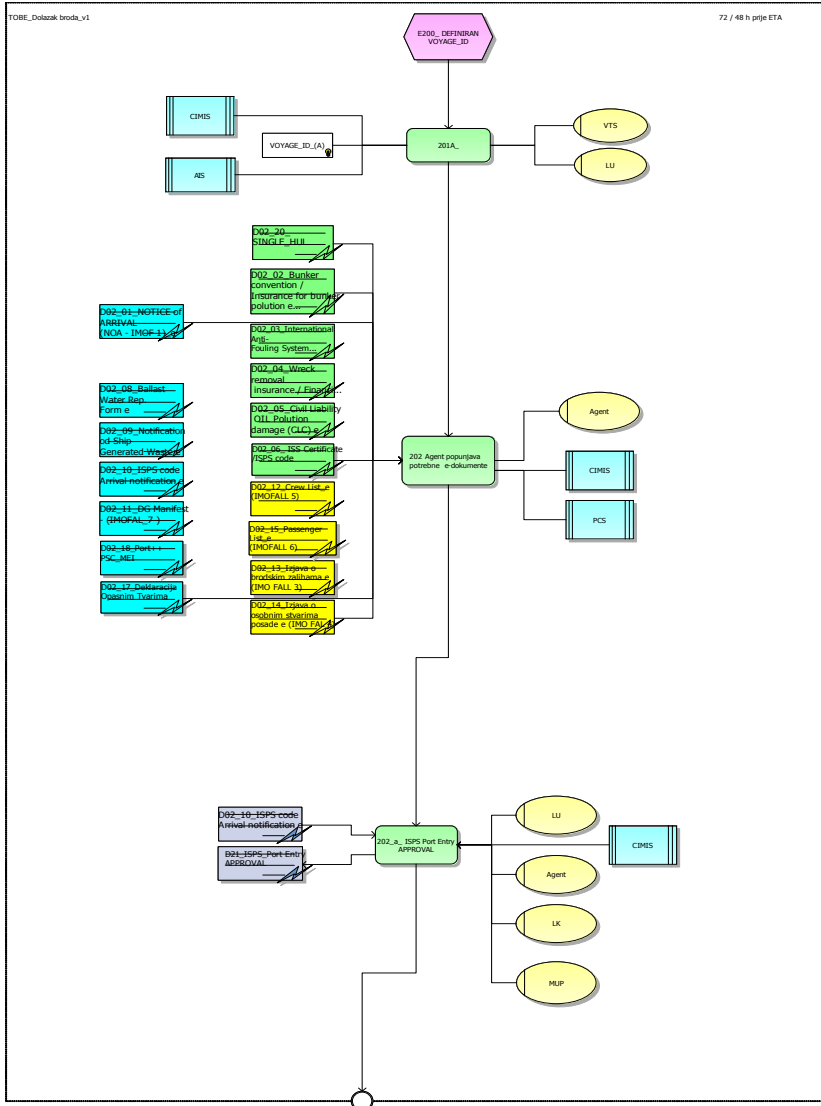 TOBE_Dolazak broda_v1
72 / 48 h prije ETA
E200_ DEFINIRAN
VOYAGE_ID
CIMIS
VOYAGE_ID_(A)
AIS
201A_
VTS
LU
D02_20_
SINGLE_HUL
D02_02_Bunker
convention /
Insurance for bunker
polution e...
D02_01_NOTICE of
ARRIVAL
(NOA - IMOF 1)_e
D02_03_International
Anti-
Fouling System...
D02_04_Wreck
removal
insurance./ Financ...
D02_08_Ballast
Water Rep.
Form e
D02_05_Civil Liability
OIL Polution
damage (CLC) e
D02_09_Notification
od Ship
Generated Waste e
D02_06_ ISS Certificate
/ISPS code
D02_10_ISPS code
Arrival notification e
D02_12_Crew List_e
(IMOFALL 5)
D02_11_DG Manifest
- (IMOFAL_7 )
D02_15_Passenger
List_e
(IMOFALL 6)
D02_18_Port++
PSC_MEI
D02_13_Izjava o
brodskim zalihama e
(IMO FALL 3)
D02_17_Deklaracija
Opasnim Tvarima
D02_14_Izjava o
osobnim stvarima
posade e (IMO FAL 4
202 Agent popunjava
potrebne e-dokumente
Agent
CIMIS
PCS
D02_10_ISPS code
Arrival notification e
D21_ISPS_Port Entry
APPROVAL
202_a_ ISPS Port Entry
APPROVAL
LU
CIMIS
Agent
LK
MUP